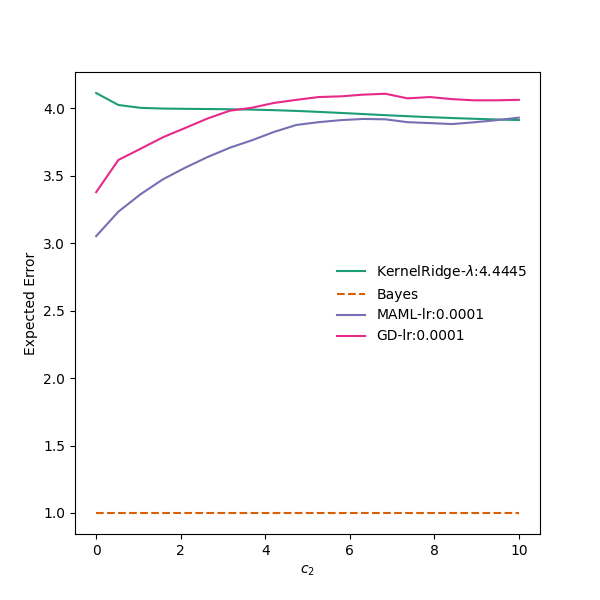 4.0
3.5
3.0
2.5
2.0
1.5
1.0
Expected Error
KernelRidge-λ:4.4445
Bayes
MAML-lr:0.0001
GD-lr:0.0001
0 2 4 6 8 10
c₂